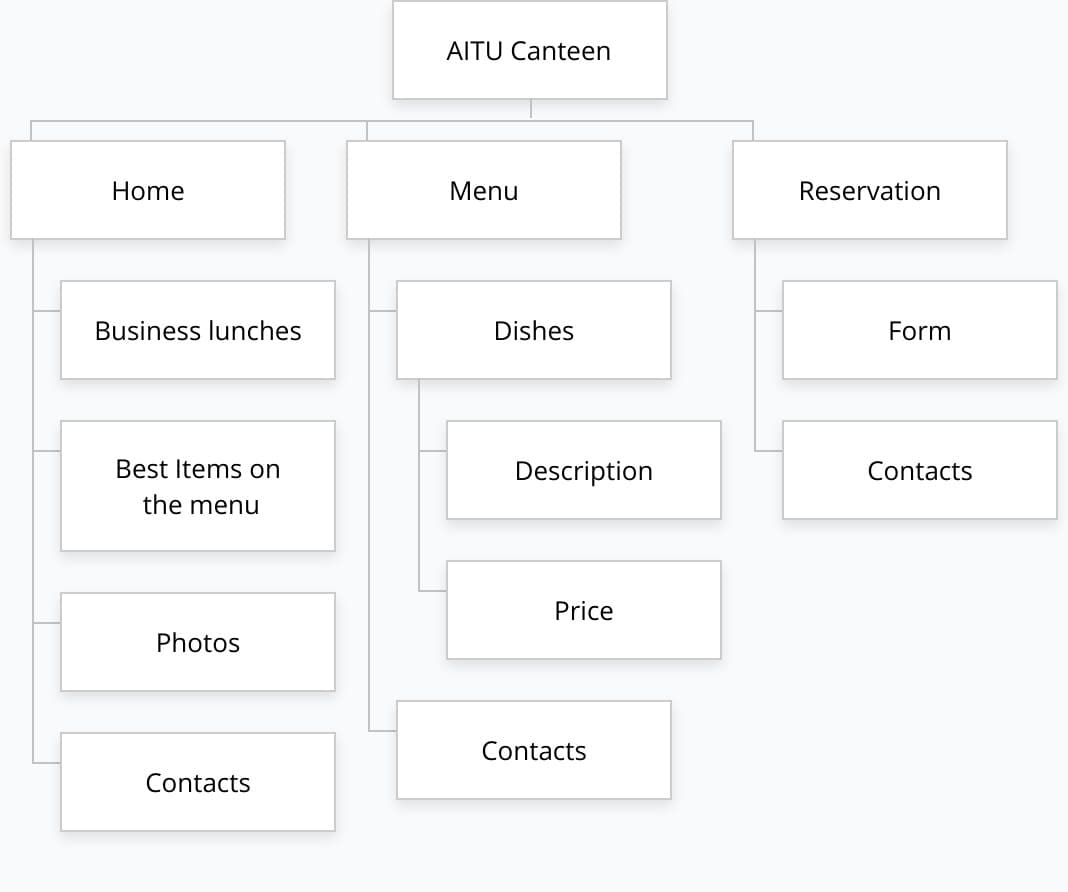 AITU Canteen
Home
Menu
Reservation
Business lunches
Dishes
Form
Best Items on
the menu
Description
Contacts
Photos
Price
Contacts
Contacts